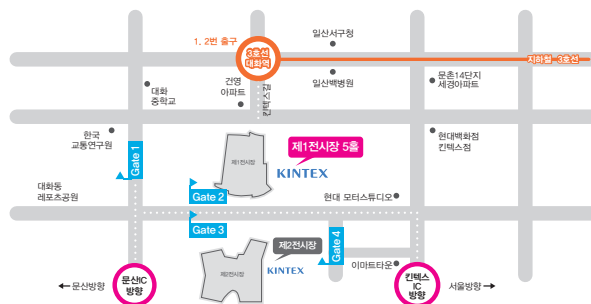 일산서구청
1, 2번 출구
3호선
대화역
지하철 3호선
대화
중학교
건영
아파트
킨텍스길
일산백병원
문촌14단지
세경아파트
한국
교통연구원
Gate 1
제1전시장
제1전시장 5홀
KINTEX
현대백화점
킨텍스점
대화동
레포츠공원
Gate 2
현대 모터스튜디오
Gate 3
제2전시장
제2전시장
KINTEX
Gate 4
이마트타운
←문산방향
문산IC
방향
킨텍스
IC
방향
서울방향→